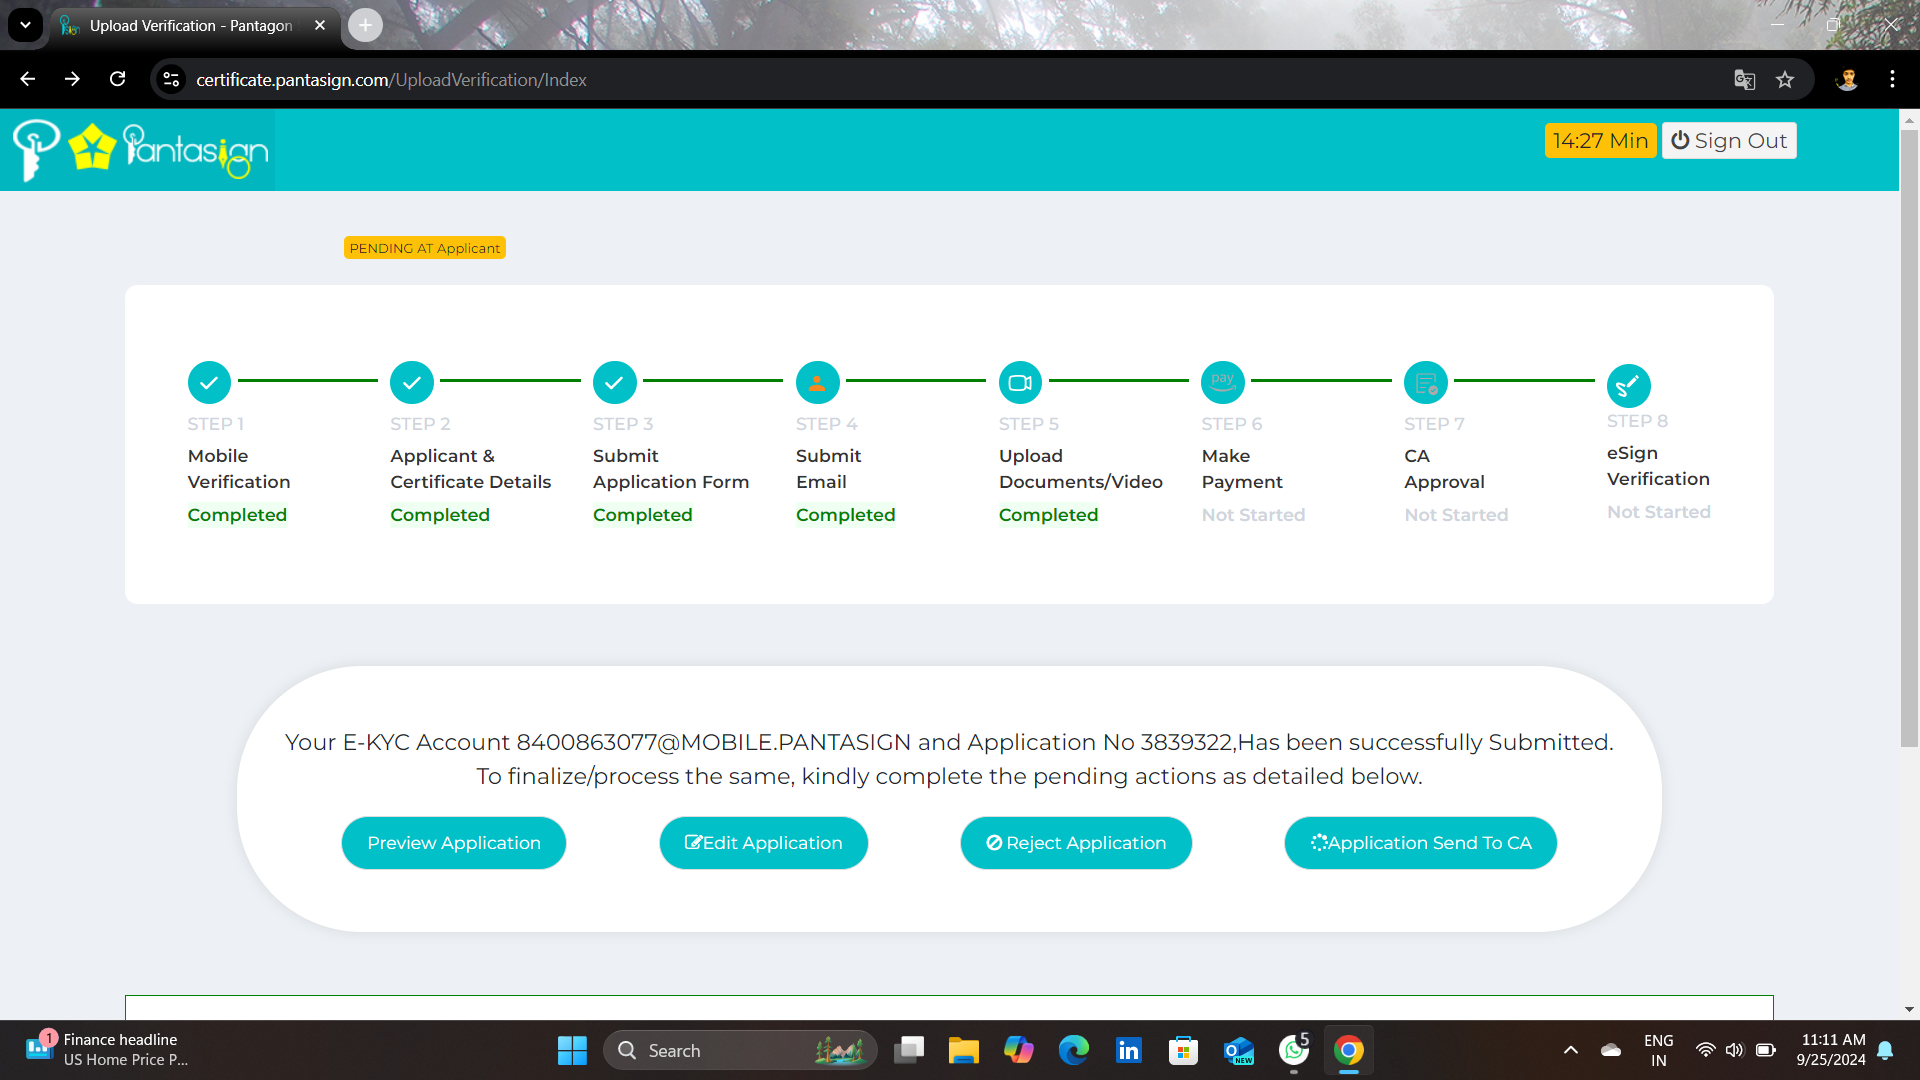 Upload Verification - Pantagon
certificate.pantasign.com/UploadVerification/Index
Pantasign
14:27 Min
Sign Out
PENDING AT Applicant
STEP 1
Mobile
Verification
Completed
STEP 2
Applicant &
Certificate Details
Completed
STEP 3
Submit
Application Form
Completed
STEP 4
Submit
Email
Completed
STEP 5
Upload
Documents/Video
Completed
pay
STEP 6
Make
Payment
Not Started
STEP 7
CA
Approval
Not Started
STEP 8
eSign
Verification
Not Started
Your E-KYC Account 8400863077@MOBILE.PANTASIGN and Application No 3839322,Has been successfully Submitted.
To finalize/process the same, kindly complete the pending actions as detailed below.
Preview Application
Edit Application
Reject Application
Application Send To CA
1
Finance headline
US Home Price P...
Search
in
NEW
5
ENG
IN
11:11 AM
9/25/2024